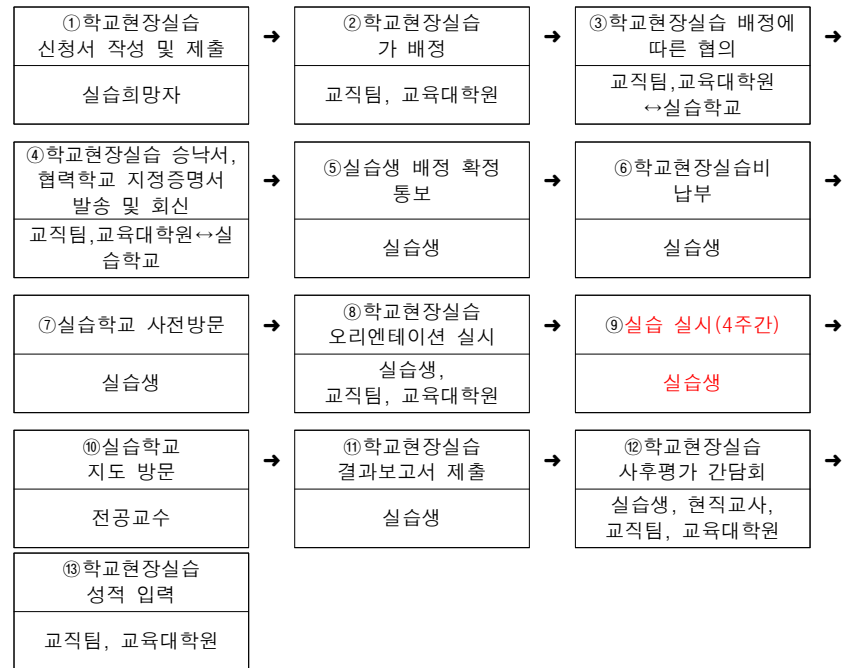 ①학교현장실습
신청서 작성 및 제출
실습희망자
➜
②학교현장실습
가 배정
교직팀, 교육대학원
➜
③학교현장실습 배정에
따른 협의
교직팀,교육대학원
↔실습학교
➜
④학교현장실습 승낙서,
협력학교 지정증명서
발송 및 회신
교직팀,교육대학원↔실
습학교
➜
⑤실습생 배정 확정
통보
실습생
➜
⑥학교현장실습비
납부
실습생
➜
⑦실습학교 사전방문
실습생
➜
⑧학교현장실습
오리엔테이션 실시
실습생,
교직팀, 교육대학원
➜
⑨실습 실시(4주간)
실습생
➜
⑩실습학교
지도 방문
전공교수
➜
⑪학교현장실습
결과보고서 제출
실습생
➜
⑫학교현장실습
사후평가 간담회
실습생, 현직교사,
교직팀, 교육대학원
➜
⑬학교현장실습
성적 입력
교직팀, 교육대학원